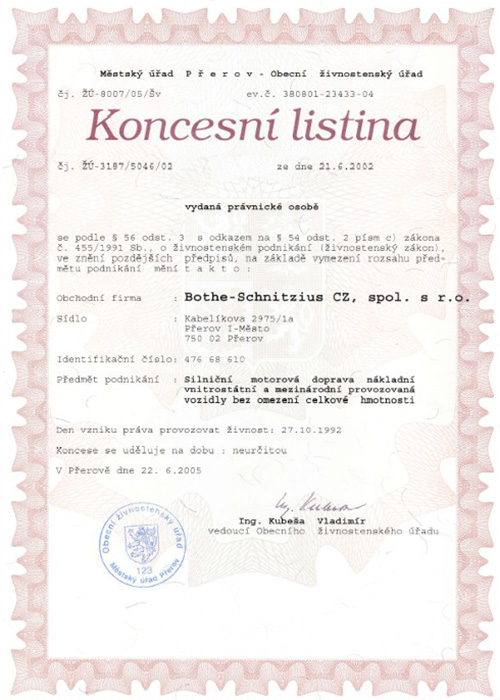 Městský úřad Přerov - Obecní živnostenský úřad
čj. ŽÚ-8007/05/Šv ev.č. 380801-23433-04
Koncesní listina
čj. ŽÚ-3187/5046/02 ze dne 21.6.2002
vydaná právnické osobě
se podle § 56 odst. 3 s odkazem na § 54 odst. 2 písm c) zákona
č. 455/1991 Sb., o živnostenském podnikání (živnostenský zákon),
ve znění pozdějších předpisů, na základě vymezení rozsahu před-
mětu podnikání mění takto:
Obchodní firma : Bothe-Schnitzius CZ, spol. s r.o.
Sídlo : Kabelíkova 2975/1a
Přerov I-Město
750 02 Přerov
Identifikační číslo: 476 68 610
Předmět podnikání : Silniční motorová doprava nákladní
vnitrostátní a mezinárodní provozovaná
vozidly bez omezení celkové hmotnosti
Den vzniku práva provozovat živnost: 27.10.1992
Koncese se uděluje na dobu : neurčitou
V Přerově dne 22. 6.2005
Ing. Kubeša
Ing. Kubeša Vladimír
vedoucí Obecního živnostenského úřadu
Obecní živnostenský úřad
123
Městský úřad Přerov